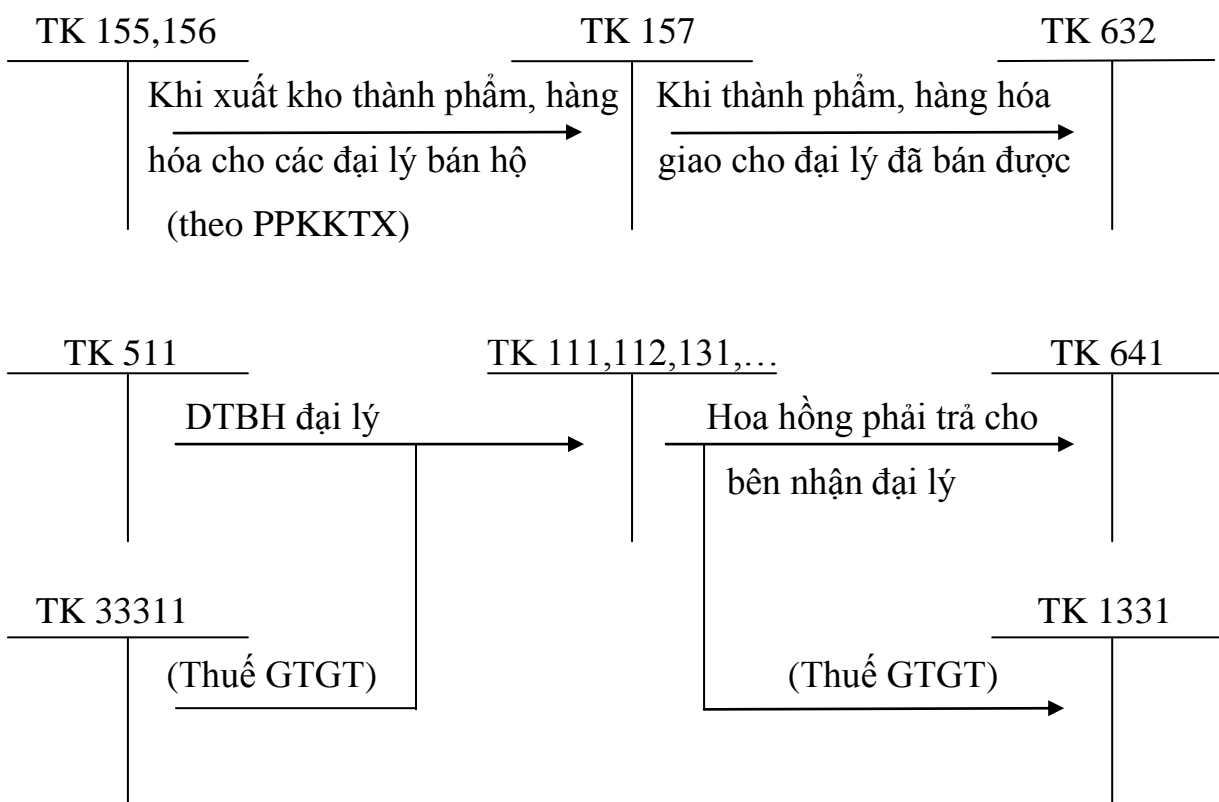 TK 155,156 TK 157 TK 632
Khi xuất kho thành phẩm, hàng Khi thành phẩm, hàng hóa
hóa cho các đại lý bán hộ giao cho đại lý đã bán được
(theo PPKKTX)
TK 511 TK 111,112,131,… TK 641
DTBH đại lý Hoa hồng phải trả cho
bên nhận đại lý
TK 33311 TK 1331
(Thuế GTGT) (Thuế GTGT)